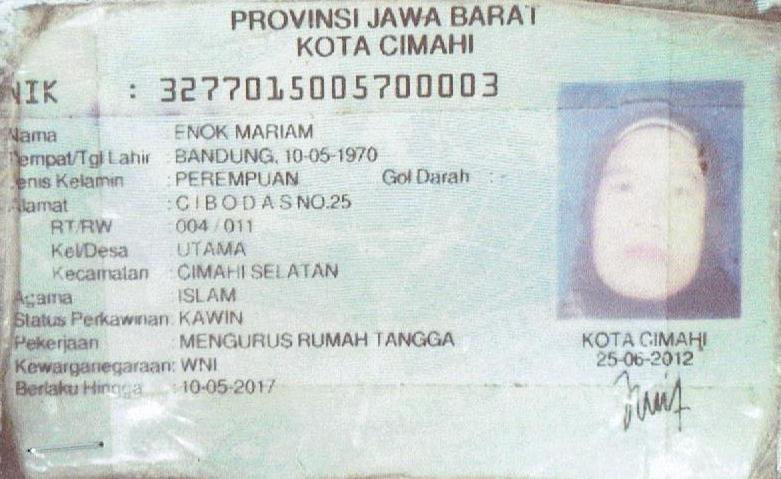 PROVINSI JAWA BARAT
KOTA CIMAHI
NIK : 3277015005700003
Nama : ENOK MARIAM
Tempat/Tgl Lahir : BANDUNG, 10-05-1970
Jenis Kelamin : PEREMPUAN Gol Darah : -
Alamat : CIBODAS NO.25
RT/RW : 004 / 011
Kel/Desa : UTAMA
Kecamatan : CIMAHI SELATAN
Agama : ISLAM
Status Perkawinan: KAWIN
Pekerjaan : MENGURUS RUMAH TANGGA
Kewarganegaraan: WNI
Berlaku Hingga : 10-05-2017
KOTA CIMAHI
25-06-2012